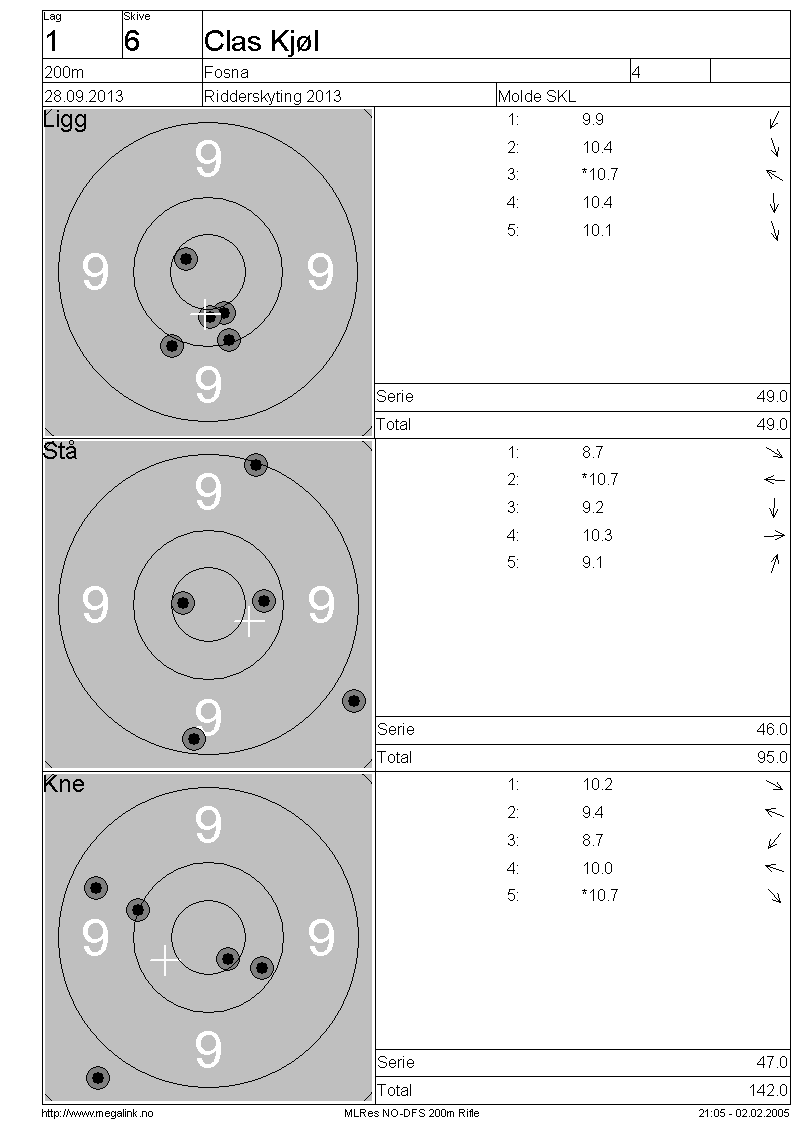 Lag Skive
1 6 Clas Kjøl
200m Fosna 4
28.09.2013 Ridderskyting 2013 Molde SKL
Ligg
1: 9.9
2: 10.4
3: *10.7
4: 10.4
5: 10.1
9
9 9
9
Serie 49.0
Total 49.0
Stå
1: 8.7
2: *10.7
3: 9.2
4: 10.3
5: 9.1
9
9 9
9
Serie 46.0
Total 95.0
Kne
1: 10.2
2: 9.4
3: 8.7
4: 10.0
5: *10.7
9
9 9
9
Serie 47.0
Total 142.0
http://www.megalink.no MLRes NO-DFS 200m Rifle 21:05 - 02.02.2005